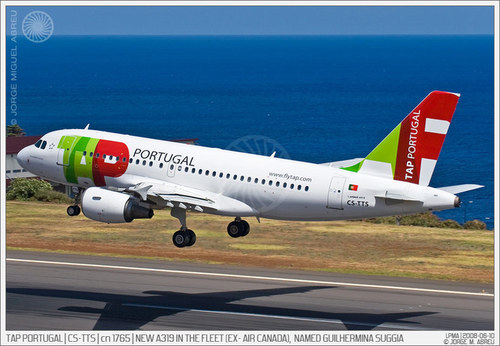 © JORGE MIGUEL ABREU
PORTUGAL
www.flytap.com
TAP PORTUGAL
CS-TTS
TAP PORTUGAL | CS-TTS | cn 1765 | NEW A319 IN THE FLEET (EX- AIR CANADA), NAMED GUILHERMINA SUGGIA
LPMA | 2008-06-10
© JORGE M. ABREU